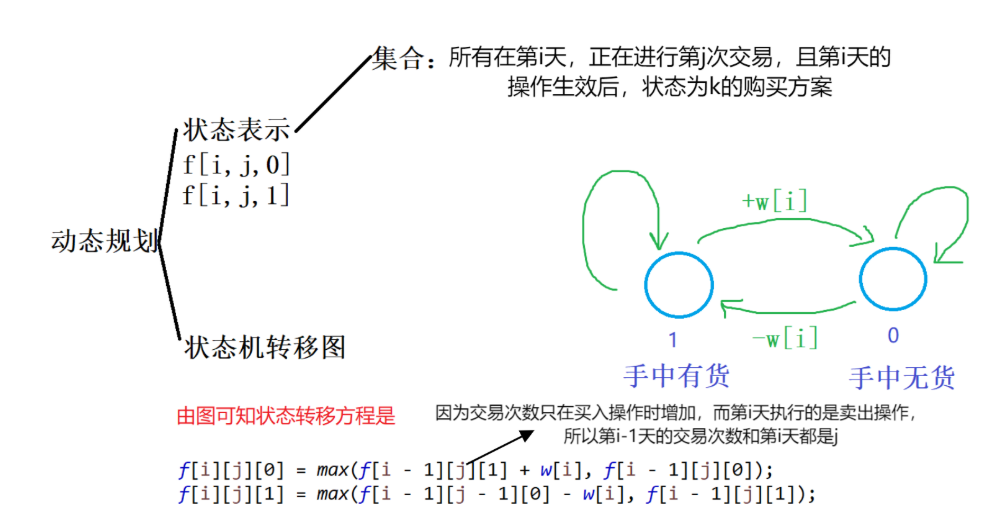 集合：所有在第i天，正在进行第j次交易，且第i天的
操作生效后，状态为k的购买方案
状态表示
f[i,j,0]
f[i,j,1]
动态规划
+w[i]
-w[i]
1
0
手中有货
手中无货
状态机转移图
由图可知状态转移方程是
因为交易次数只在买入操作时增加，而第i天执行的是卖出操作，
所以第i-1天的交易次数和第i天都是j
f[i][j][0] = max(f[i - 1][j][1] + w[i], f[i - 1][j][0]);
f[i][j][1] = max(f[i - 1][j - 1][0] - w[i], f[i - 1][j][1]);